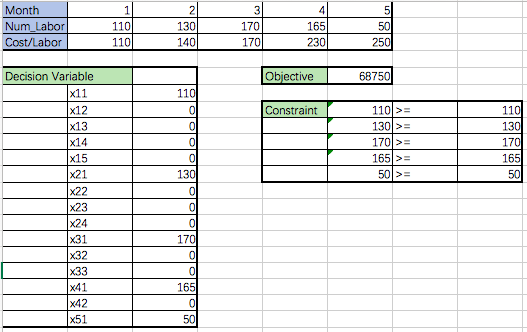 Month 1 2 3 4 5
Num_Labor 110 130 170 165 50
Cost/Labor 110 140 170 230 250
Decision Variable Objective 68750
x11 110
x12 0 Constraint 110 >= 110
x13 0 130 >= 130
x14 0 170 >= 170
x15 0 165 >= 165
x21 130 50 >= 50
x22 0
x23 0
x24 0
x31 170
x32 0
x33 0
x41 165
x42 0
x51 50